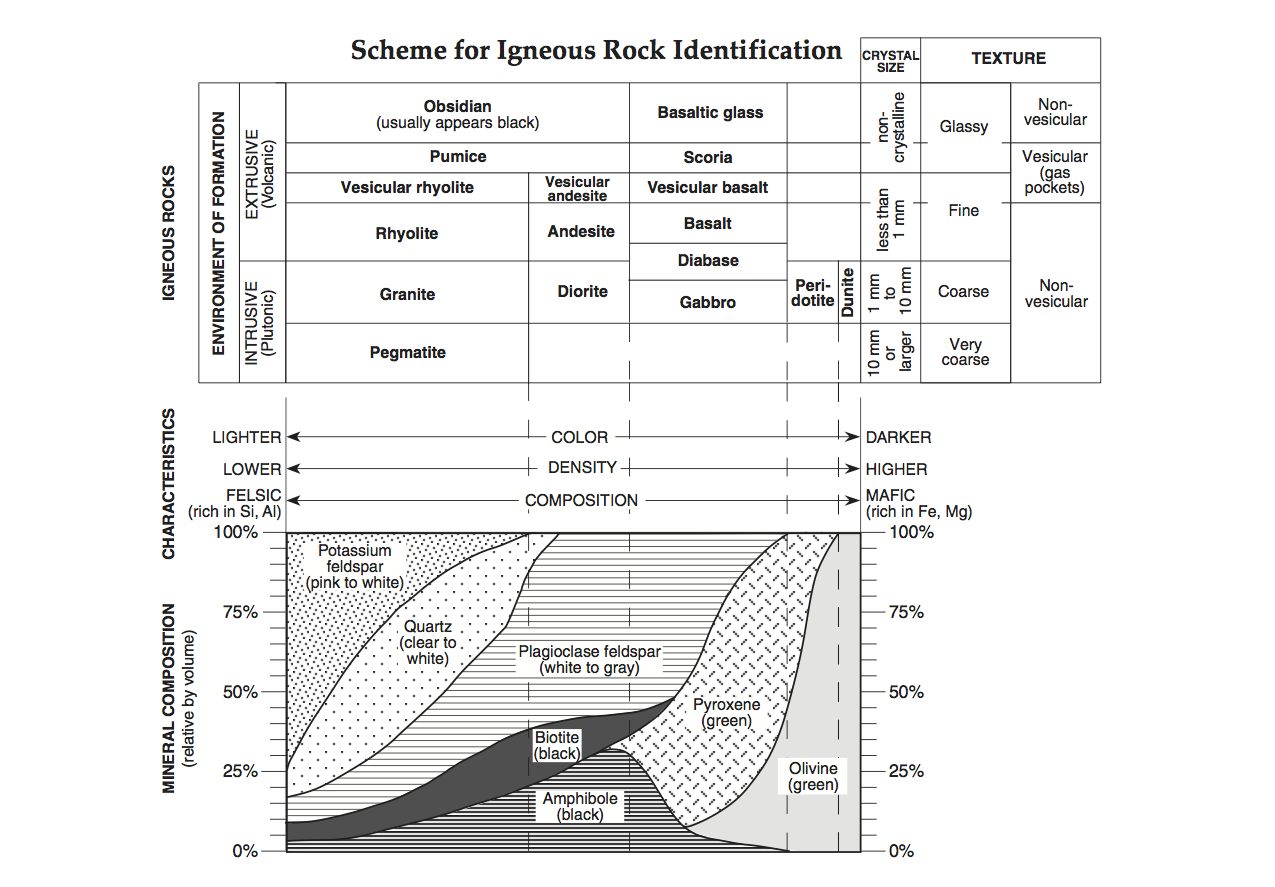 Scheme for Igneous Rock Identification
CRYSTAL
SIZE
TEXTURE
IGNEOUS ROCKS
ENVIRONMENT OF FORMATION
EXTRUSIVE
(Volcanic)
Obsidian
(usually appears black)
Basaltic glass
non-
crystalline
Glassy
Non-
vesicular
Pumice
Scoria
Vesicular
(gas
pockets)
Vesicular rhyolite
Vesicular
andesite
Vesicular basalt
Rhyolite
Andesite
Basalt
less than
1 mm
Fine
Diabase
INTRUSIVE
(Plutonic)
Granite
Diorite
Gabbro
Peri-
dotite
Dunite
1 mm
to
10 mm
Coarse
Non-
vesicular
Pegmatite
10 mm
or
larger
Very
coarse
CHARACTERISTICS
LIGHTER
COLOR
DARKER
LOWER
DENSITY
HIGHER
FELSIC
(rich in Si, Al)
COMPOSITION
MAFIC
(rich in Fe, Mg)
MINERAL COMPOSITION
(relative by volume)
100%
75%
50%
25%
0%
Potassium
feldspar
(pink to white)
Quartz
(clear to
white)
Plagioclase feldspar
(white to gray)
Pyroxene
(green)
Biotite
(black)
Amphibole
(black)
Olivine
(green)
100%
75%
50%
25%
0%